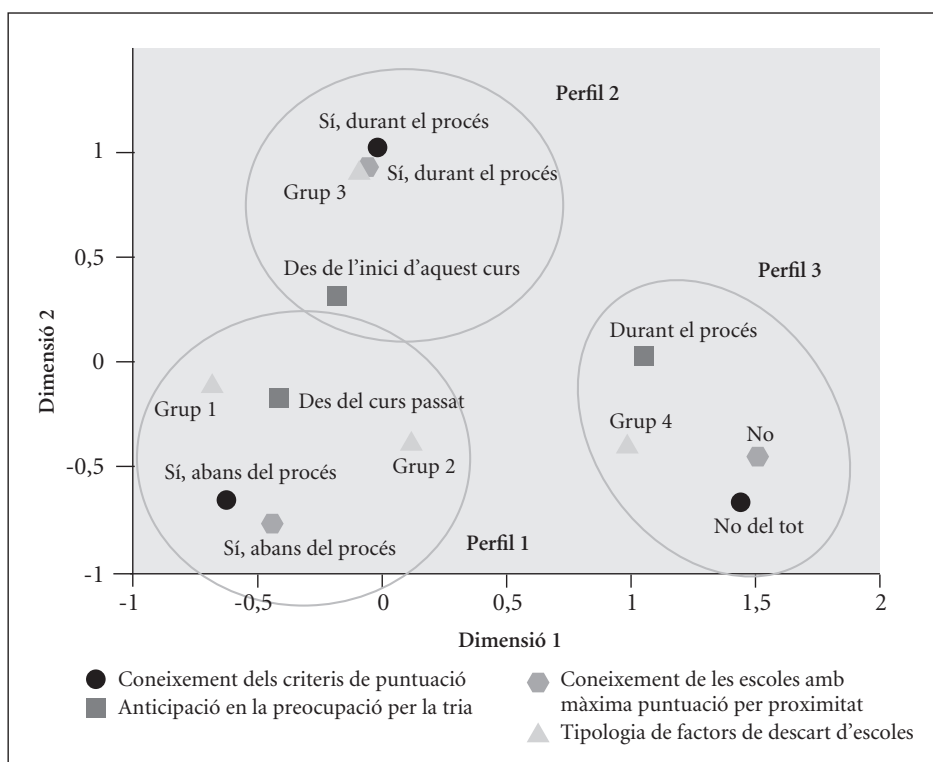 Perfil 2
Sí, durant el procés
1
Sí, durant el procés
Grup 3
0,5
Des de l'inici d'aquest curs
Perfil 3
Dimensió 2
Durant el procés
0
Grup 1
Des del curs passat
Grup 4
No
Grup 2
-0,5
Sí, abans del procés
No del tot
Sí, abans del procés
Perfil 1
-1
-1
-0,5
0
0,5
1
1,5
2
Dimensió 1
Coneixement dels criteris de puntuació
Anticipació en la preocupació per la tria
Coneixement de les escoles amb
màxima puntuació per proximitat
Tipologia de factors de descart d'escoles